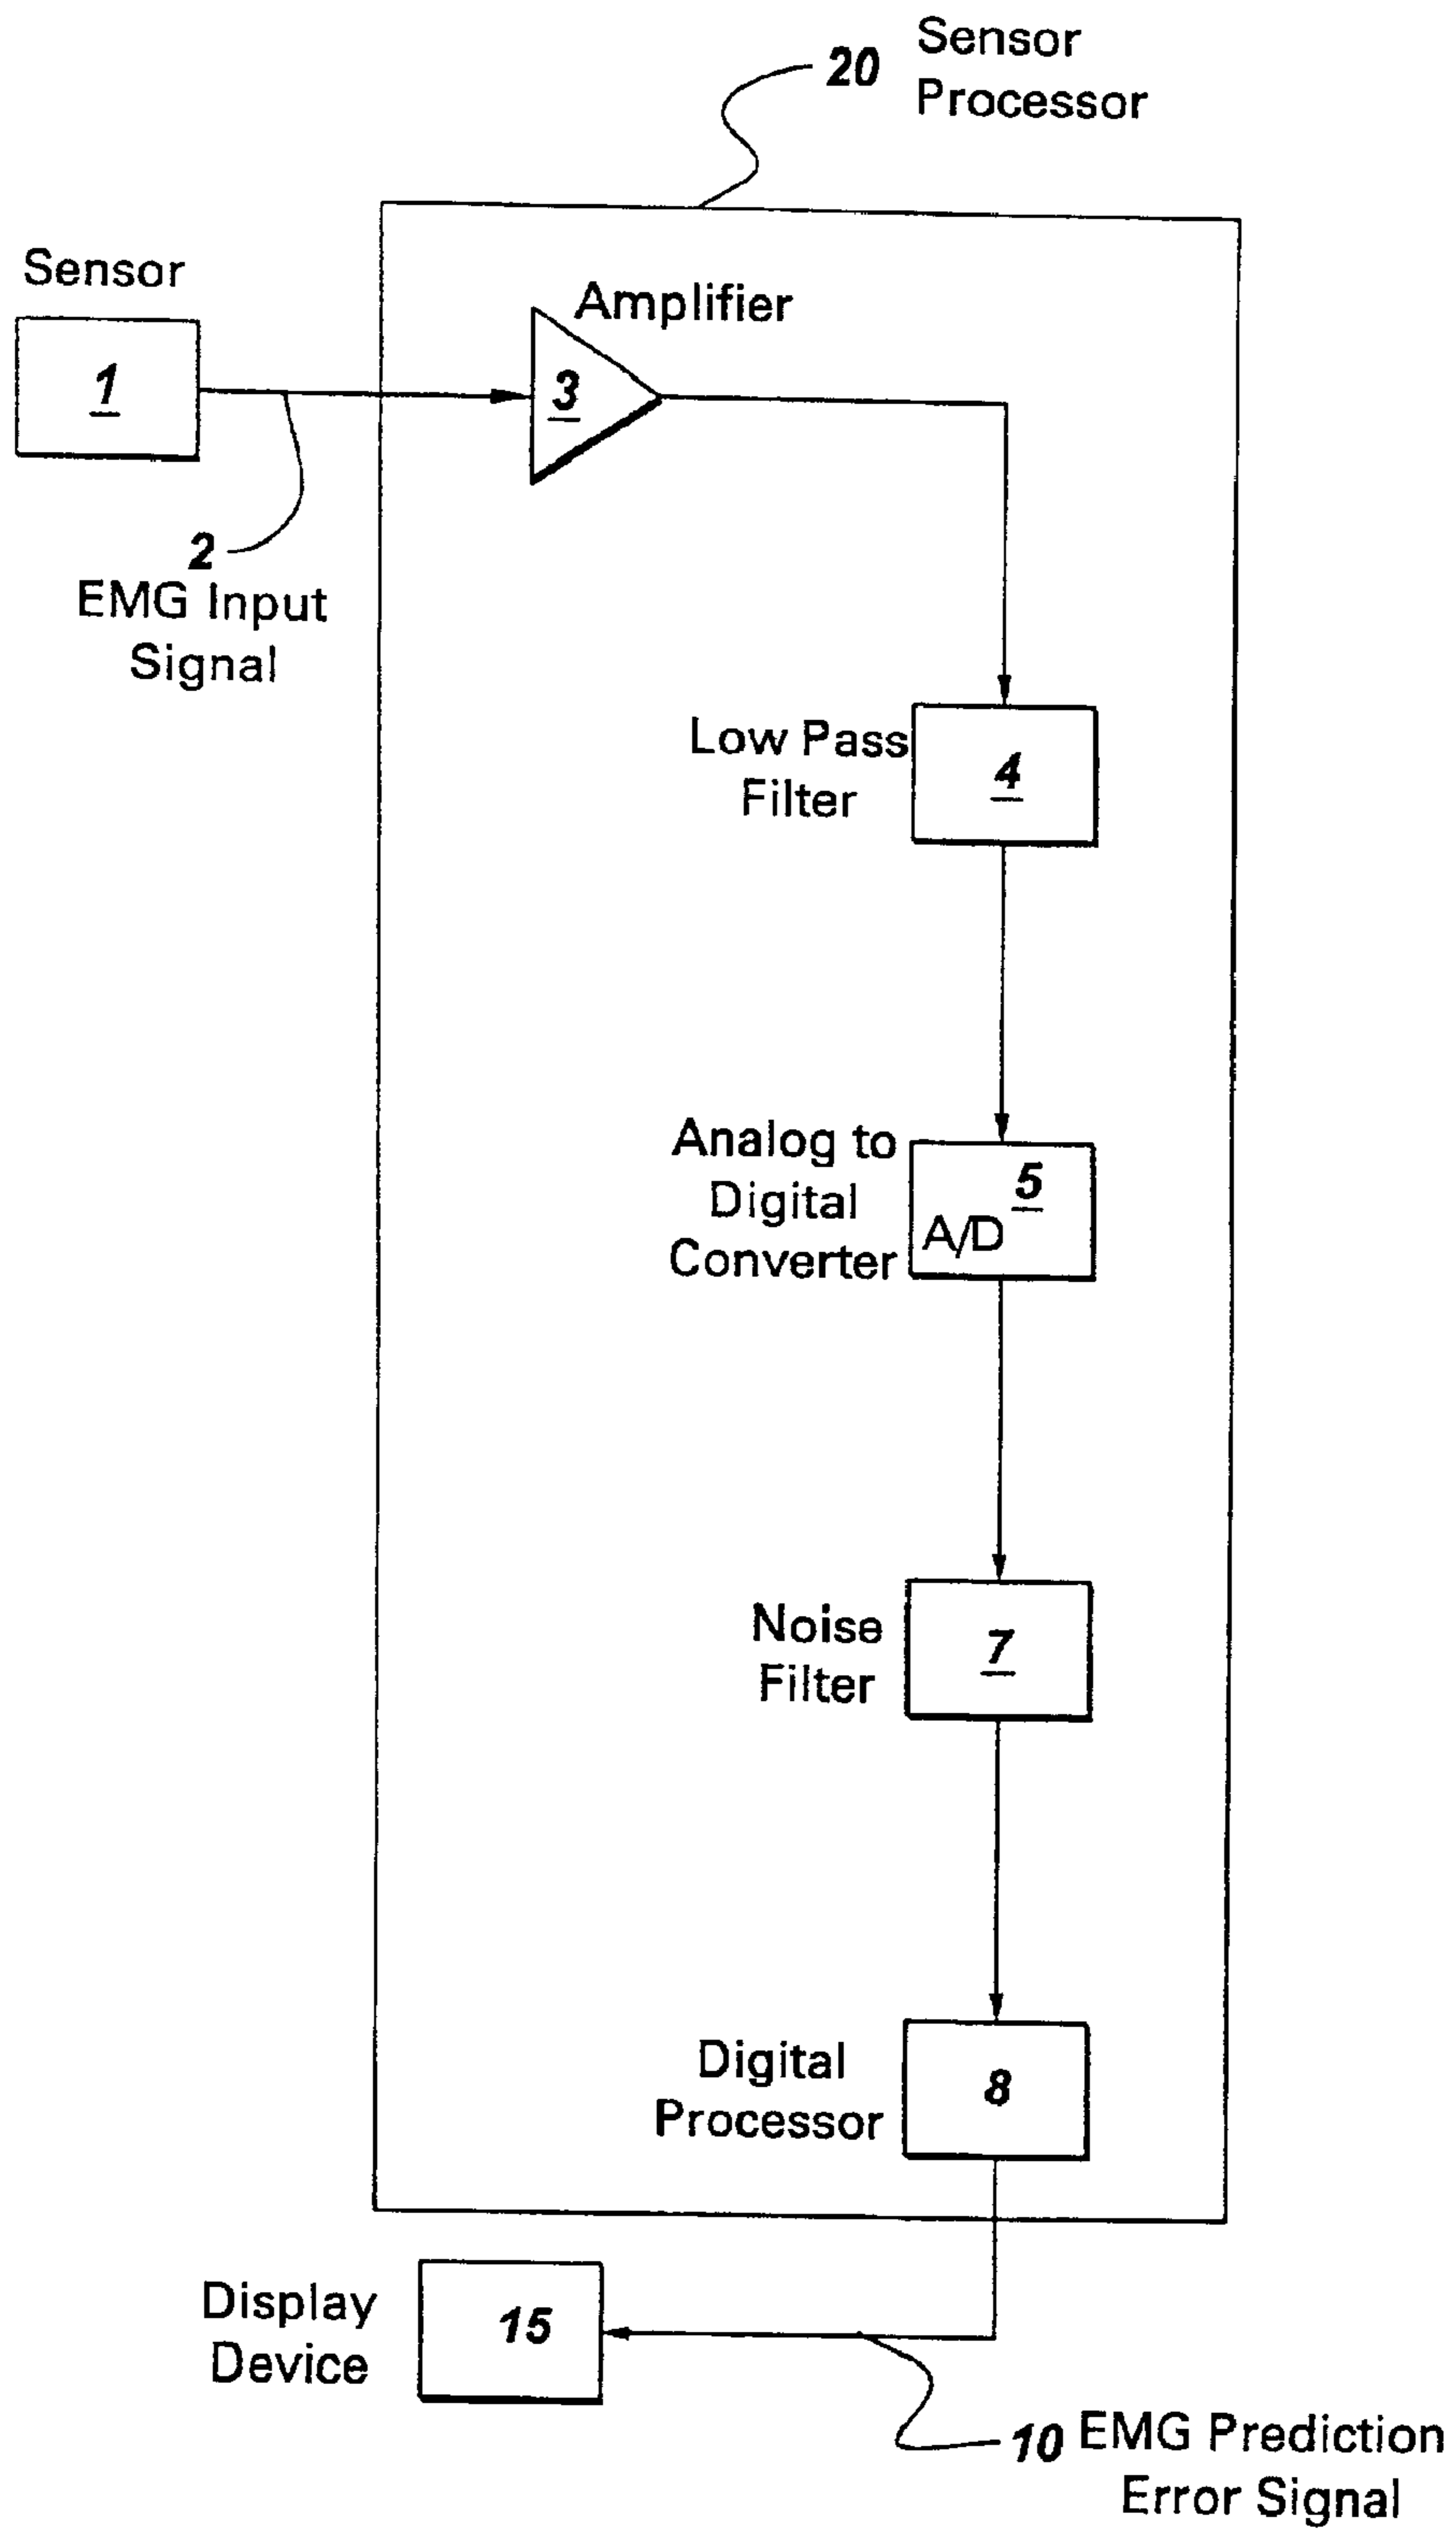 20 Sensor
Processor
Sensor
1
Amplifier
3
2
EMG Input
Signal
Low Pass
Filter
4
Analog to
Digital
Converter
5
A/D
Noise
Filter
7
Digital
Processor
8
Display
Device
15
10 EMG Prediction
Error Signal